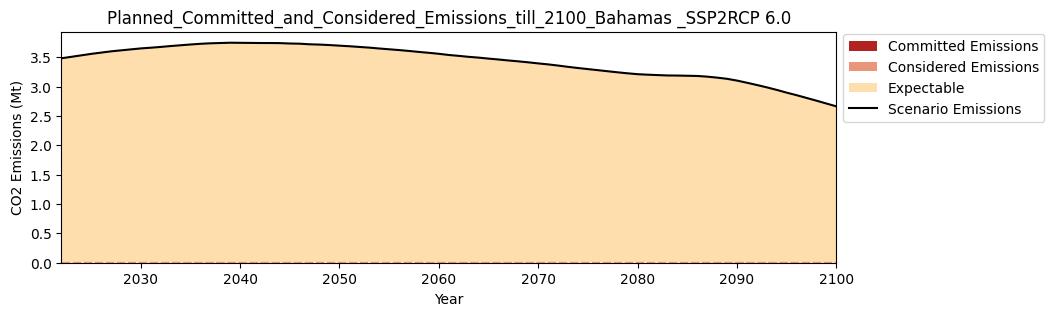 Planned_Committed_and_Considered_Emissions_till_2100_Bahamas _SSP2RCP 6.0
Committed Emissions
Considered Emissions
Expectable
Scenario Emissions
CO2 Emissions (Mt)
3.5
3.0
2.5
2.0
1.5
1.0
0.5
0.0
2030 2040 2050 2060 2070 2080 2090 2100
Year